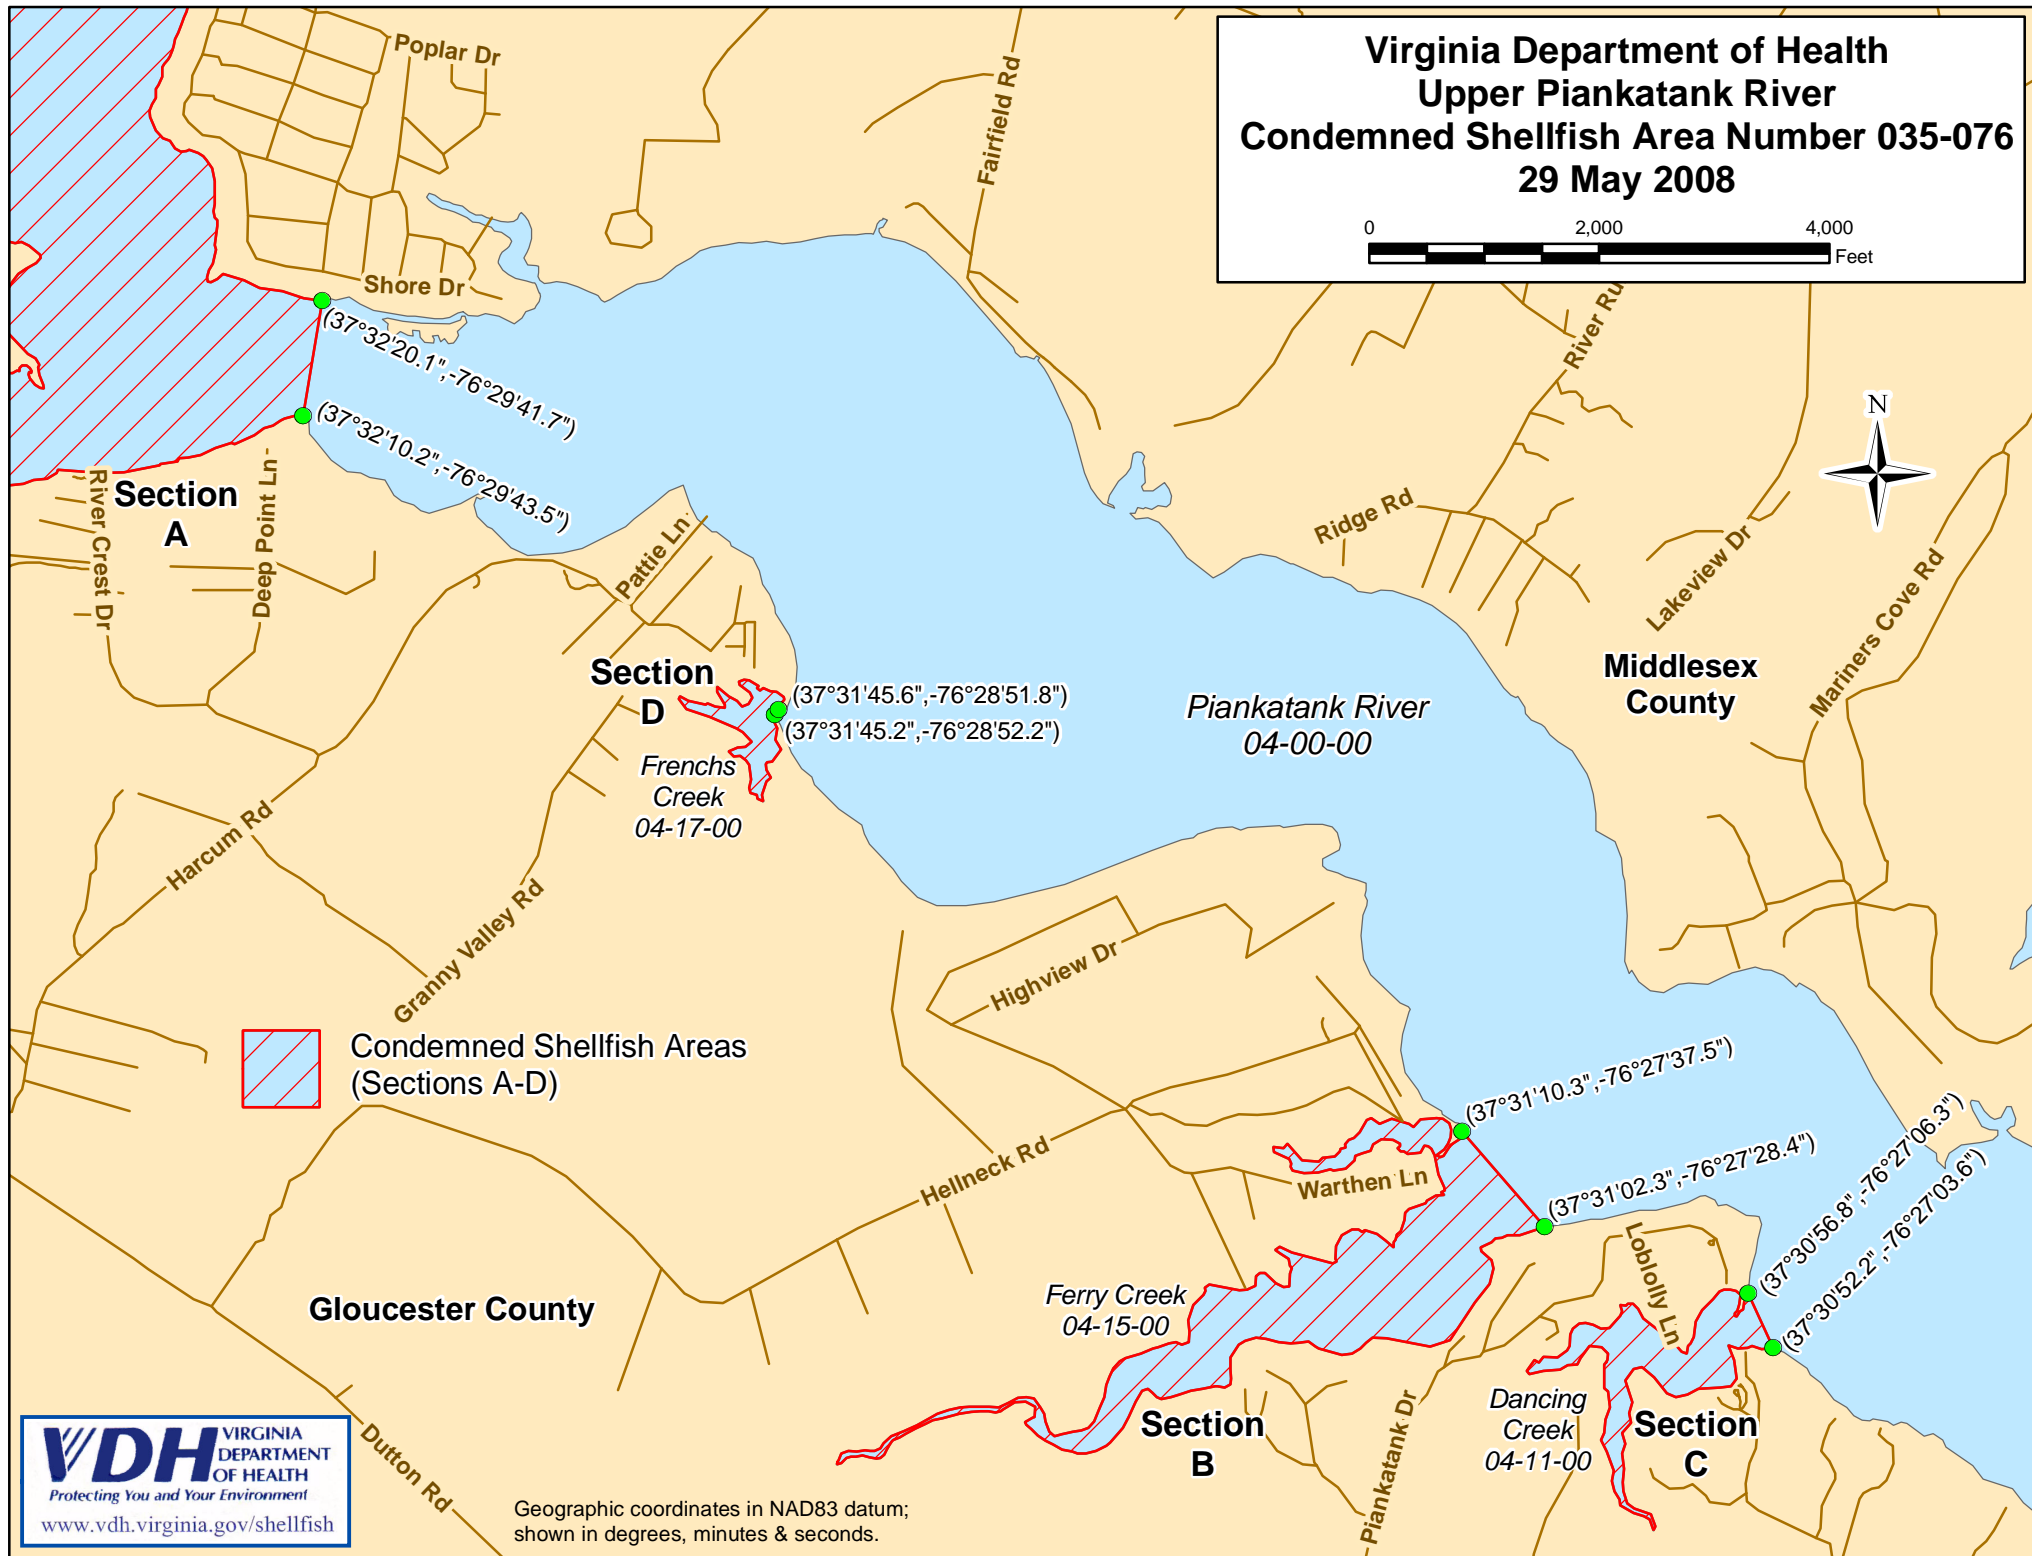 Virginia Department of Health
Upper Piankatank River
Condemned Shellfish Area Number 035-076
29 May 2008
0 2,000 4,000
Feet
Poplar Dr
Fairfield Rd
Shore Dr
River Ru
N
(37°32'20.1",-76°29'41.7")
(37°32'10.2",-76°29'43.5")
Section
A
River Crest Dr
Deep Point Ln
Pattie Ln
Ridge Rd
Lakeview Dr
Mariners Cove Rd
Middlesex
County
Section
D
(37°31'45.6",-76°28'51.8")
(37°31'45.2",-76°28'52.2")
Piankatank River
04-00-00
Frenchs
Creek
04-17-00
Harcum Rd
Granny Valley Rd
Highview Dr
Condemned Shellfish Areas
(Sections A-D)
(37°31'10.3",-76°27'37.5")
(37°31'02.3",-76°27'28.4")
(37°30'56.8",-76°27'06.3")
(37°30'52.2",-76°27'03.6")
Hellneck Rd
Warthen Ln
Loblolly Ln
Ferry Creek
04-15-00
Gloucester County
Dancing
Creek
04-11-00
Section
B
Section
C
Piankatank Dr
Dutton Rd
VDH
VIRGINIA
DEPARTMENT
OF HEALTH
Protecting You and Your Environment
www.vdh.virginia.gov/shellfish
Geographic coordinates in NAD83 datum;
shown in degrees, minutes & seconds.